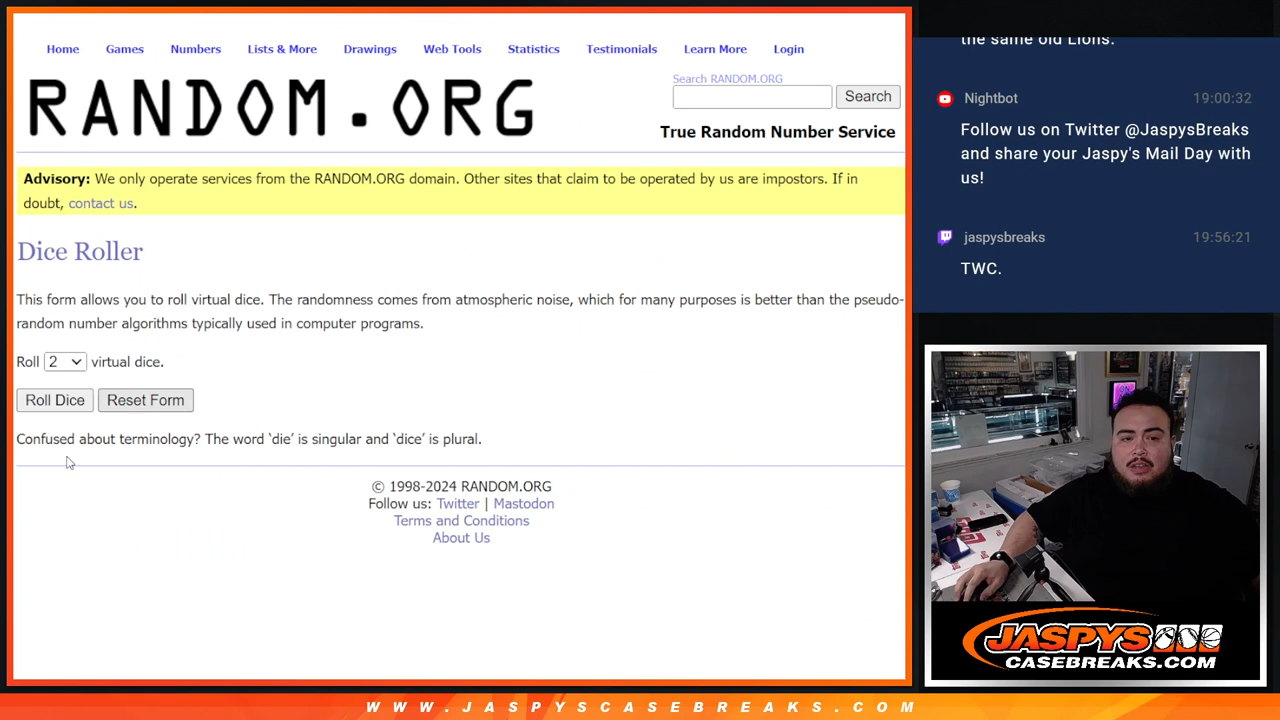 Home Games Numbers Lists & More Drawings Web Tools Statistics Testimonials Learn More Login
RANDOM.ORG
Search RANDOM.ORG
Search
True Random Number Service
Advisory: We only operate services from the RANDOM.ORG domain. Other sites that claim to be operated by us are impostors. If in
doubt, contact us.
Dice Roller
This form allows you to roll virtual dice. The randomness comes from atmospheric noise, which for many purposes is better than the pseudo-
random number algorithms typically used in computer programs.
Roll 2 virtual dice.
Roll Dice Reset Form
Confused about terminology? The word ‘die’ is singular and ‘dice’ is plural.
© 1998-2024 RANDOM.ORG
Follow us: Twitter | Mastodon
Terms and Conditions
About Us
the same old Lions.
Nightbot 19:00:32
Follow us on Twitter @JaspysBreaks
and share your Jaspy's Mail Day with
us!
jaspysbreaks 19:56:21
TWC.
JASPYS
CASEBREAKS.COM
WWW.JASPYSCASEBREAKS.COM